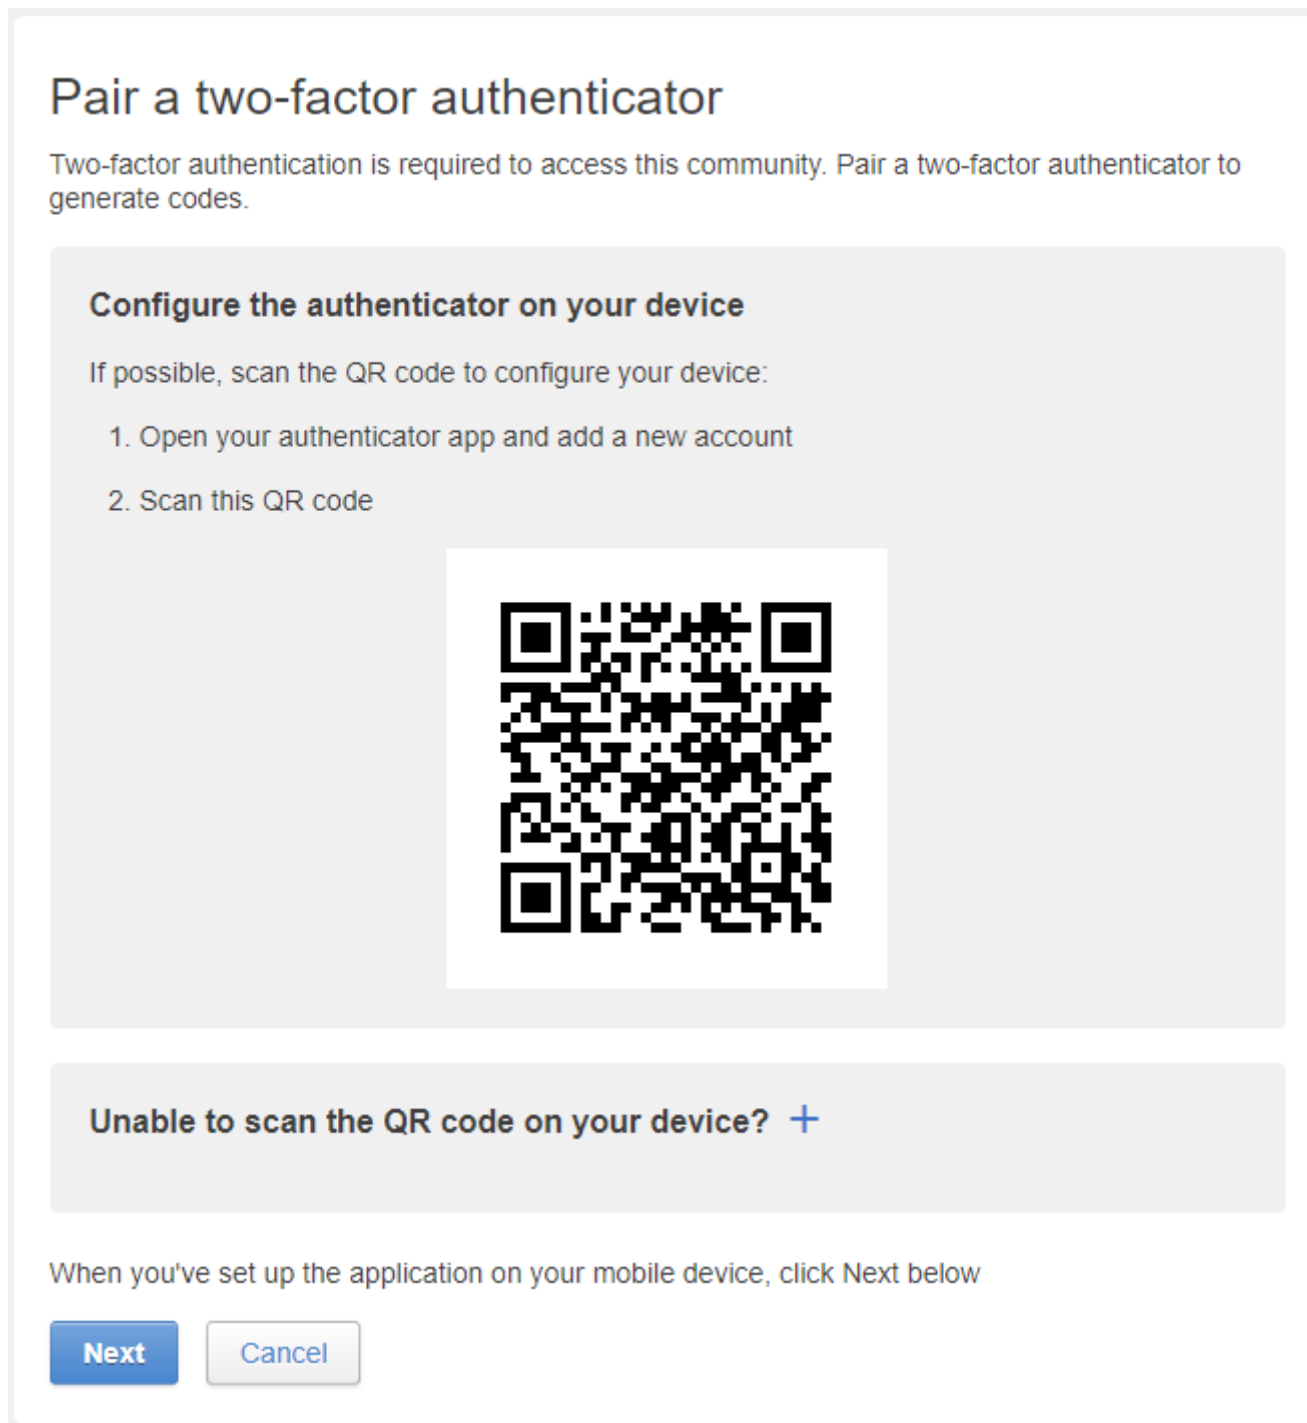 Pair a two-factor authenticator
Two-factor authentication is required to access this community. Pair a two-factor authenticator to
generate codes.
Configure the authenticator on your device
If possible, scan the QR code to configure your device:
1. Open your authenticator app and add a new account
2. Scan this QR code
Unable to scan the QR code on your device? +
When you've set up the application on your mobile device, click Next below
Next Cancel